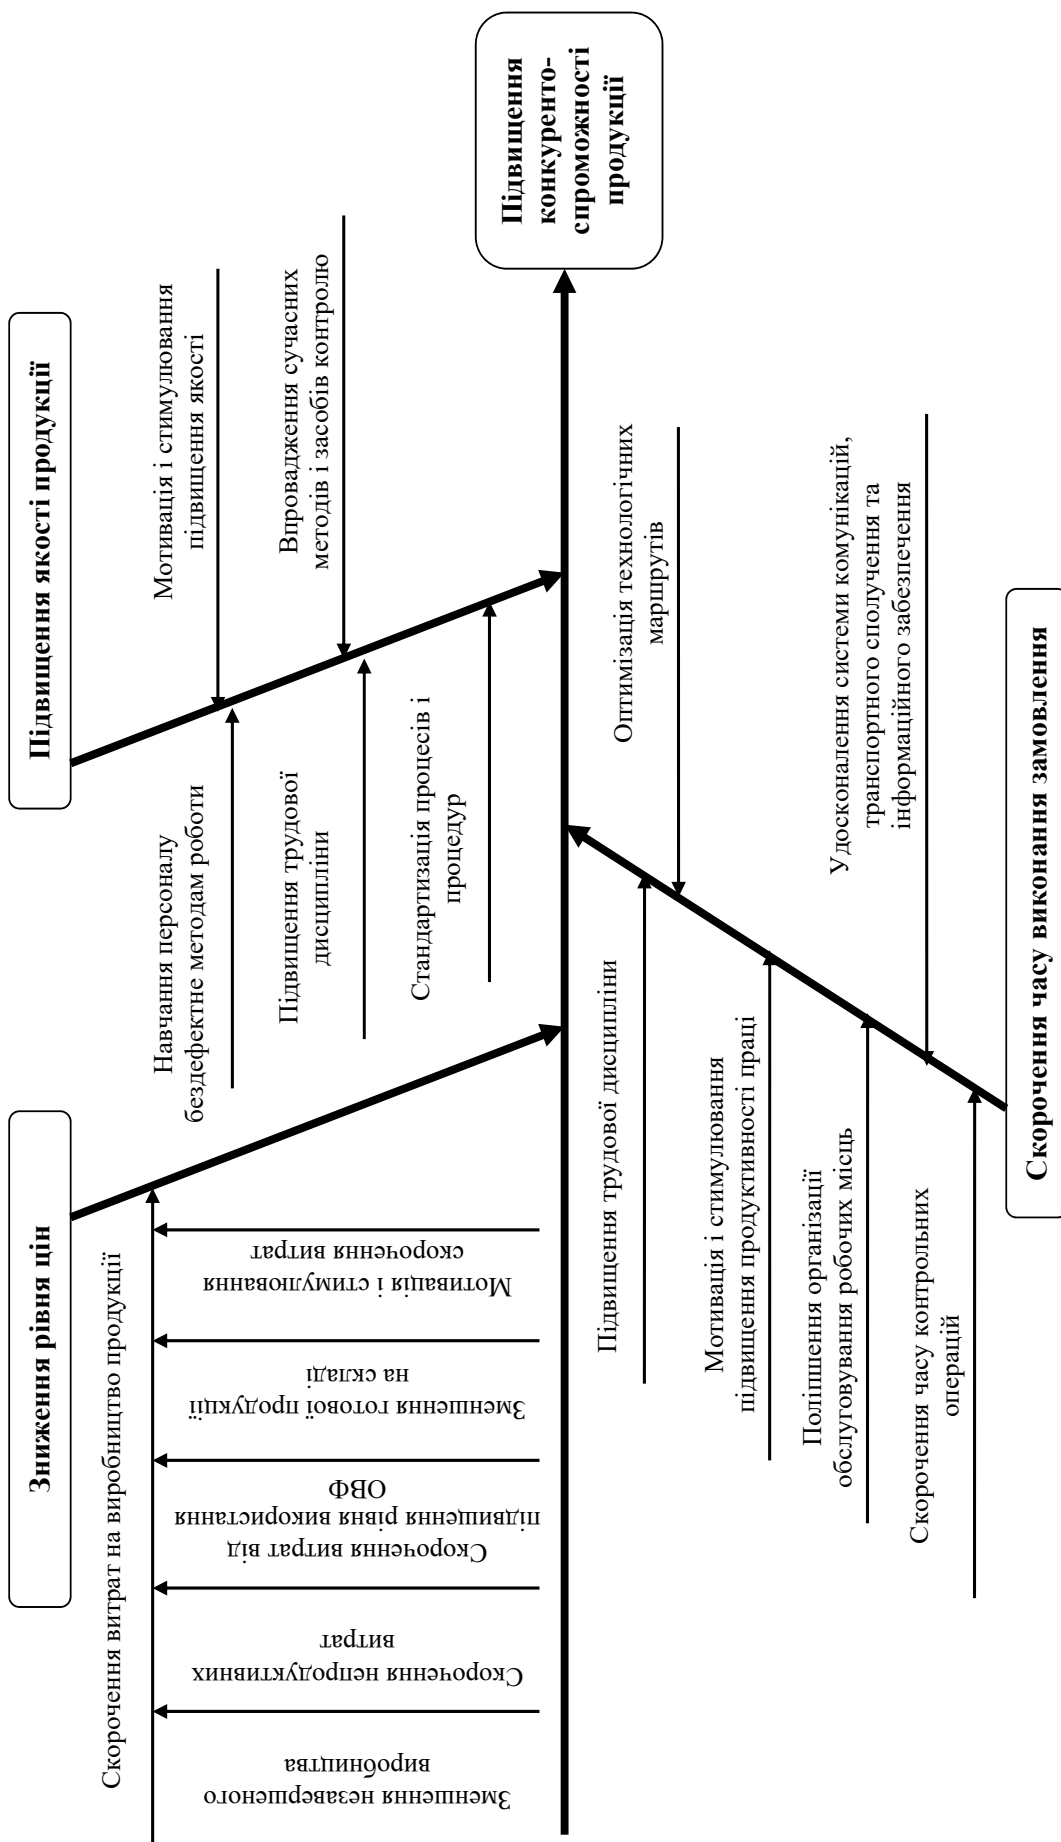 Зниження рівня цін
Підвищення якості продукції
Скорочення витрат на виробництво продукції
Зменшення незавершеного
виробництва
Скорочення непродуктивних
витрат
Скорочення витрат від
підвищення рівня використання
ОВФ
Зменшення готової продукції
на складі
Мотивація і стимулювання
скорочення витрат
Навчання персоналу
бездефектне методам роботи
Підвищення трудової
дисципліни
Стандартизація процесів і
процедур
Мотивація і стимулювання
підвищення якості
Впровадження сучасних
методів і засобів контролю
Підвищення
конкуренто-
спроможності
продукції
Підвищення трудової дисципліни
Мотивація і стимулювання
підвищення продуктивності праці
Поліпшення організації
обслуговування робочих місць
Скорочення часу контрольних
операцій
Оптимізація технологічних
маршрутів
Удосконалення системи комунікацій,
транспортного сполучення та
інформаційного забезпечення
Скорочення часу виконання замовлення